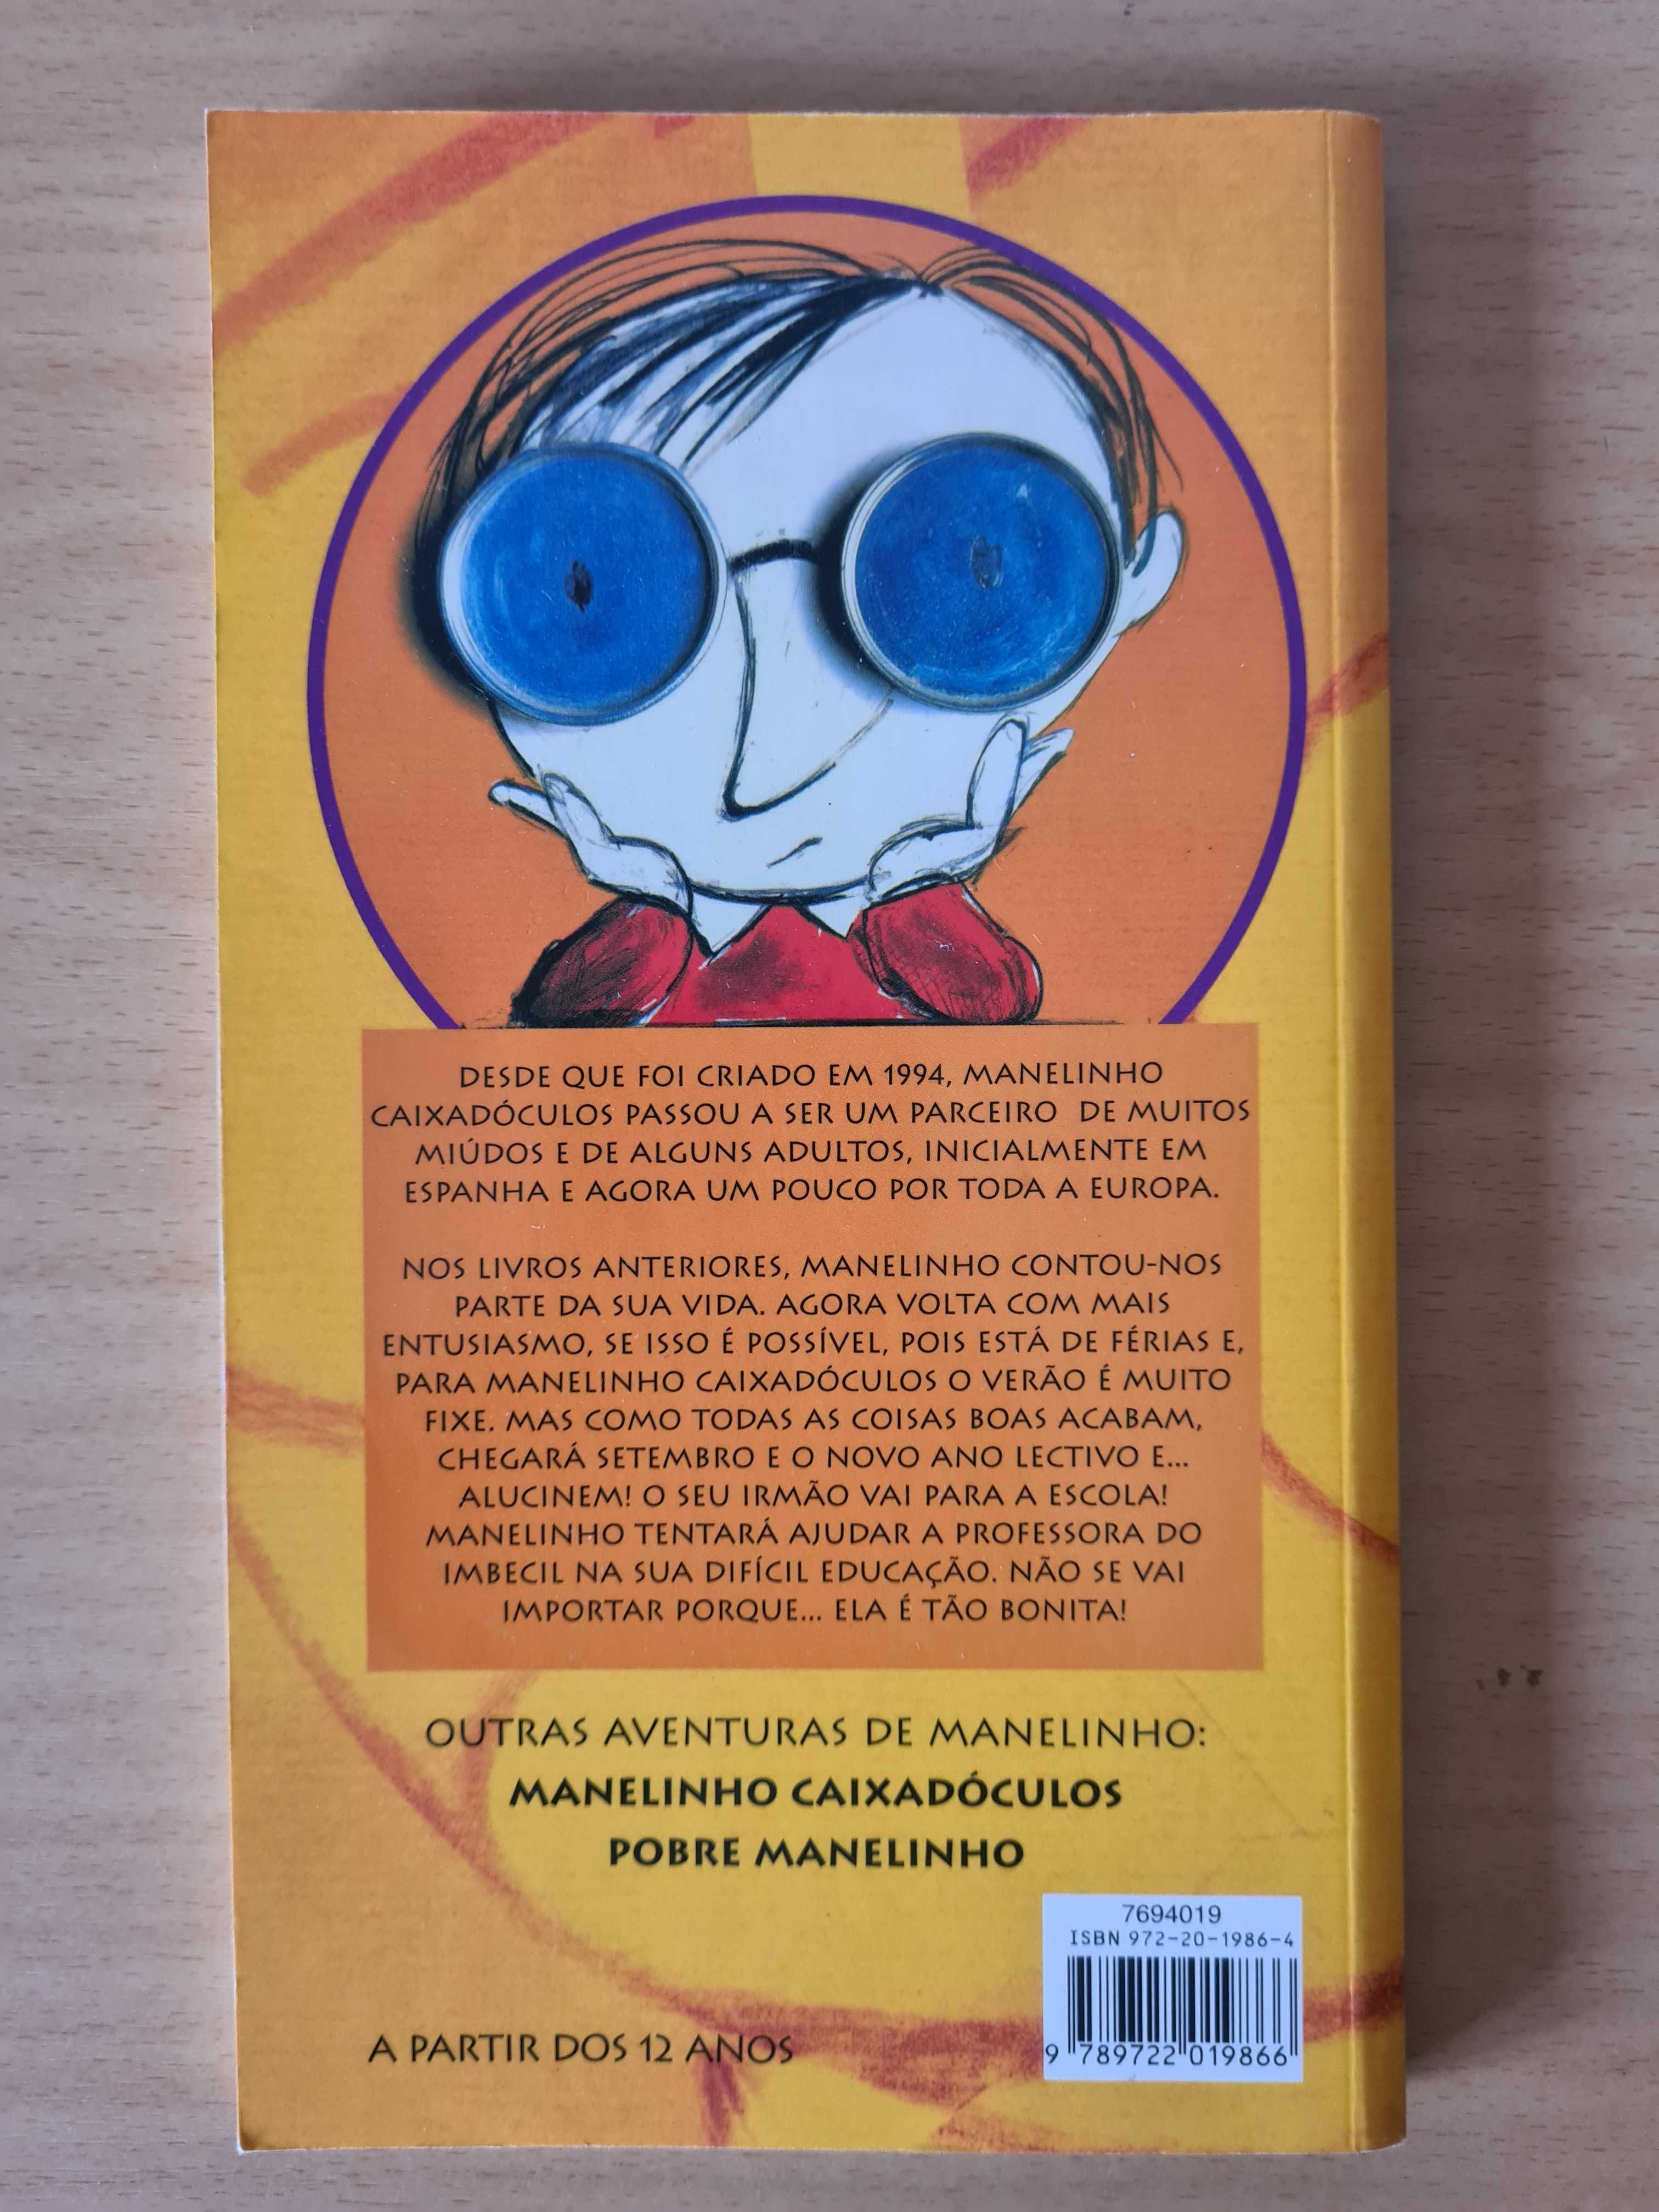 DESDE QUE FOI CRIADO EM 1994, MANELINHO
CAIXADÓCULOS PASSOU A SER UM PARCEIRO DE MUITOS
MIÚDOS E DE ALGUNS ADULTOS, INICIALMENTE EM
ESPANHA E AGORA UM POUCO POR TODA A EUROPA.
NOS LIVROS ANTERIORES, MANELINHO CONTOU-NOS
PARTE DA SUA VIDA. AGORA VOLTA COM MAIS
ENTUSIASMO, SE ISSO É POSSÍVEL, POIS ESTÁ DE FÉRIAS E,
PARA MANELINHO CAIXADÓCULOS O VERÃO É MUITO
FIXE. MAS COMO TODAS AS COISAS BOAS ACABAM,
CHEGARÁ SETEMBRO E O NOVO ANO LECTIVO E...
ALUCINEM! O SEU IRMÃO VAI PARA A ESCOLA!
MANELINHO TENTARÁ AJUDAR A PROFESSORA DO
IMBECIL NA SUA DIFÍCIL EDUCAÇÃO. NÃO SE VAI
IMPORTAR PORQUE... ELA É TÃO BONITA!
OUTRAS AVENTURAS DE MANELINHO:
MANELINHO CAIXADÓCULOS
POBRE MANELINHO
7694019
ISBN 972-20-1986-4
9 789722 019866
A PARTIR DOS 12 ANOS